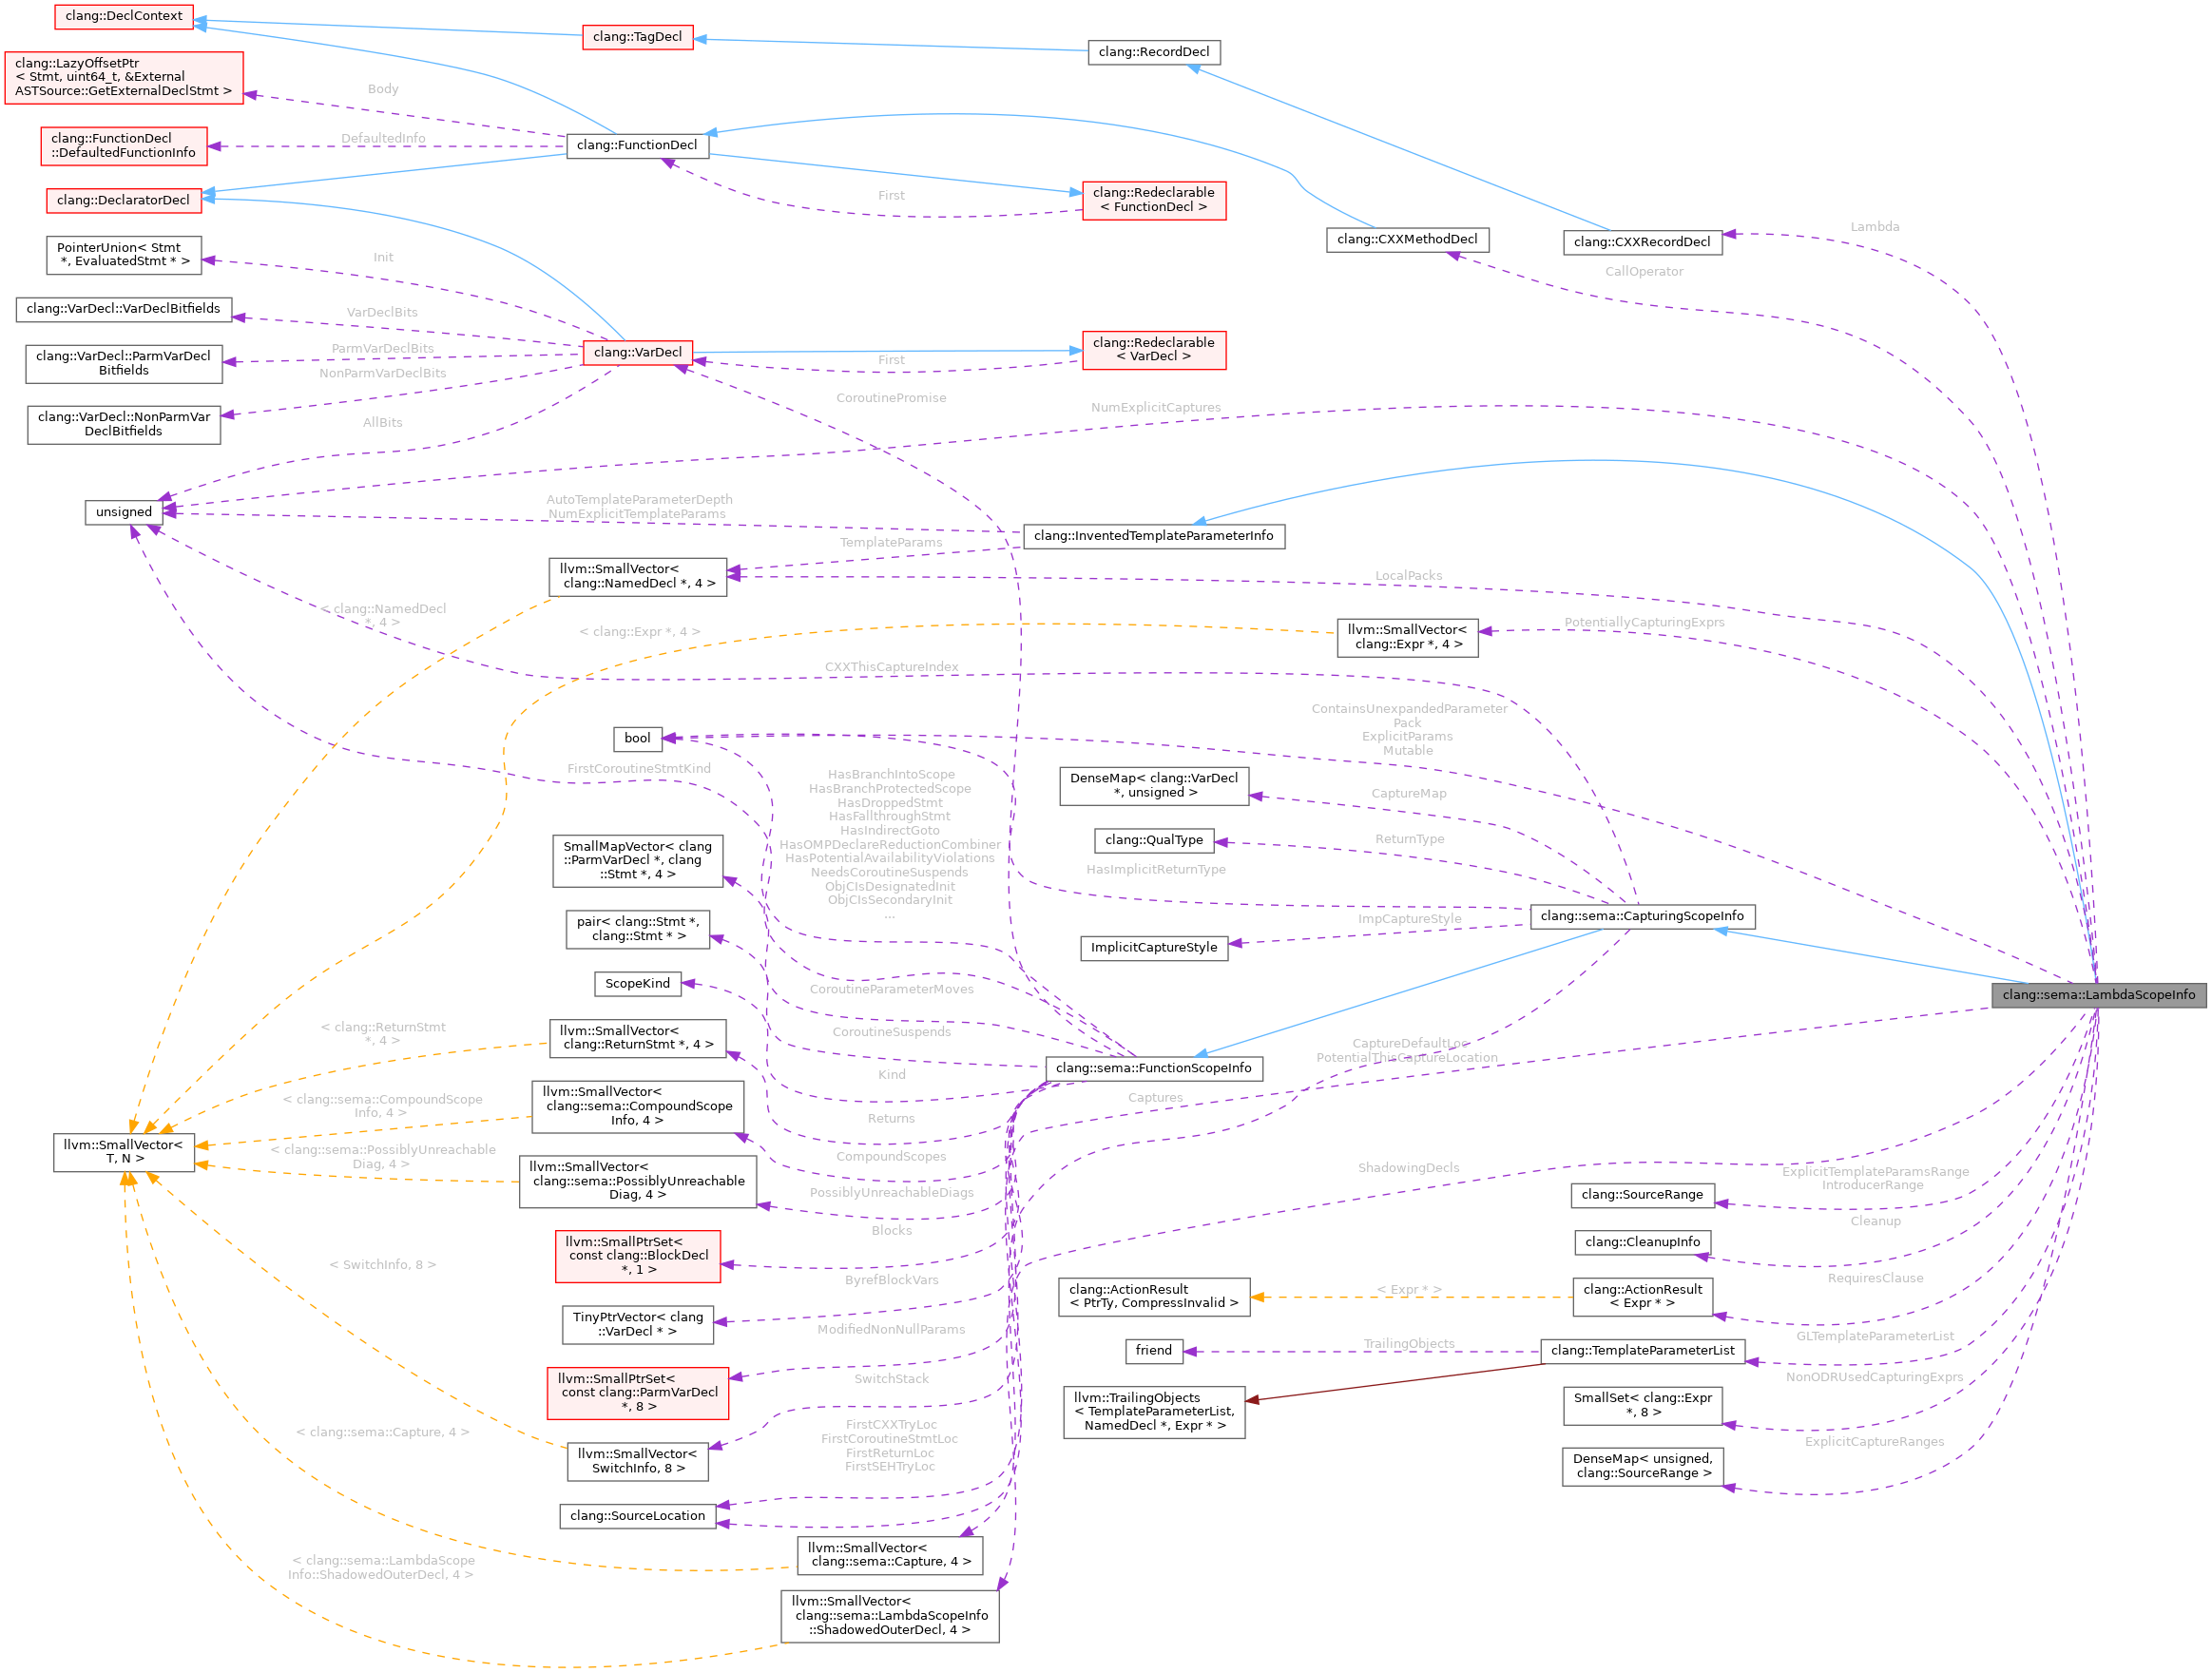 clang::DeclContext
clang::TagDecl
clang::RecordDecl
clang::LazyOffsetPtr
< Stmt, uint64_t, &External
ASTSource::GetExternalDeclStmt >
Body
clang::FunctionDecl
::DefaultedFunctionInfo
DefaultedInfo
clang::FunctionDecl
clang::DeclaratorDecl
First
clang::Redeclarable
< FunctionDecl >
clang::CXXMethodDecl
clang::CXXRecordDecl
Lambda
CallOperator
PointerUnion< Stmt
*, EvaluatedStmt * >
Init
clang::VarDecl::VarDeclBitfields
VarDeclBits
clang::VarDecl::ParmVarDecl
Bitfields
ParmVarDeclBits
NonParmVarDeclBits
clang::VarDecl
First
clang::Redeclarable
< VarDecl >
clang::VarDecl::NonParmVar
DeclBitfields
AllBits
CoroutinePromise
NumExplicitCaptures
unsigned
AutoTemplateParameterDepth
NumExplicitTemplateParams
clang::InventedTemplateParameterInfo
TemplateParams
llvm::SmallVector<
clang::NamedDecl *, 4 >
LocalPacks
< clang::NamedDecl
*, 4 >
< clang::Expr *, 4 >
llvm::SmallVector<
clang::Expr *, 4 >
PotentiallyCapturingExprs
CXXThisCaptureIndex
bool
FirstCoroutineStmtKind
ContainsUnexpandedParameter
Pack
ExplicitParams
Mutable
HasBranchIntoScope
HasBranchProtectedScope
HasDroppedStmt
HasFallthroughStmt
HasIndirectGoto
HasOMPDeclareReductionCombiner
HasPotentialAvailabilityViolations
NeedsCoroutineSuspends
ObjCIsDesignatedInit
ObjCIsSecondaryInit
...
DenseMap< clang::VarDecl
*, unsigned >
CaptureMap
clang::QualType
ReturnType
HasImplicitReturnType
SmallMapVector< clang
::ParmVarDecl *, clang
::Stmt *, 4 >
pair< clang::Stmt *,
clang::Stmt * >
ImplicitCaptureStyle
ImpCaptureStyle
clang::sema::CapturingScopeInfo
ScopeKind
CoroutineParameterMoves
clang::sema::LambdaScopeInfo
< clang::ReturnStmt
*, 4 >
llvm::SmallVector<
clang::ReturnStmt *, 4 >
CoroutineSuspends
clang::sema::FunctionScopeInfo
CaptureDefaultLoc
PotentialThisCaptureLocation
Kind
Captures
< clang::sema::CompoundScope
Info, 4 >
llvm::SmallVector<
clang::sema::CompoundScope
Info, 4 >
Returns
llvm::SmallVector<
T, N >
< clang::sema::PossiblyUnreachable
Diag, 4 >
llvm::SmallVector<
clang::sema::PossiblyUnreachable
Diag, 4 >
CompoundScopes
ShadowingDecls
PossiblyUnreachableDiags
clang::SourceRange
ExplicitTemplateParamsRange
IntroducerRange
Blocks
llvm::SmallPtrSet<
const clang::BlockDecl
*, 1 >
clang::CleanupInfo
Cleanup
< SwitchInfo, 8 >
ByrefBlockVars
clang::ActionResult
< PtrTy, CompressInvalid >
< Expr * >
clang::ActionResult
< Expr * >
RequiresClause
TinyPtrVector< clang
::VarDecl * >
ModifiedNonNullParams
friend
TrailingObjects
clang::TemplateParameterList
GLTemplateParameterList
llvm::SmallPtrSet<
const clang::ParmVarDecl
*, 8 >
SwitchStack
llvm::TrailingObjects
< TemplateParameterList,
NamedDecl *, Expr * >
SmallSet< clang::Expr
*, 8 >
NonODRUsedCapturingExprs
< clang::sema::Capture, 4 >
llvm::SmallVector<
SwitchInfo, 8 >
FirstCXXTryLoc
FirstCoroutineStmtLoc
FirstReturnLoc
FirstSEHTryLoc
DenseMap< unsigned,
clang::SourceRange >
ExplicitCaptureRanges
clang::SourceLocation
llvm::SmallVector<
clang::sema::Capture, 4 >
< clang::sema::LambdaScope
Info::ShadowedOuterDecl, 4 >
llvm::SmallVector<
clang::sema::LambdaScopeInfo
::ShadowedOuterDecl, 4 >